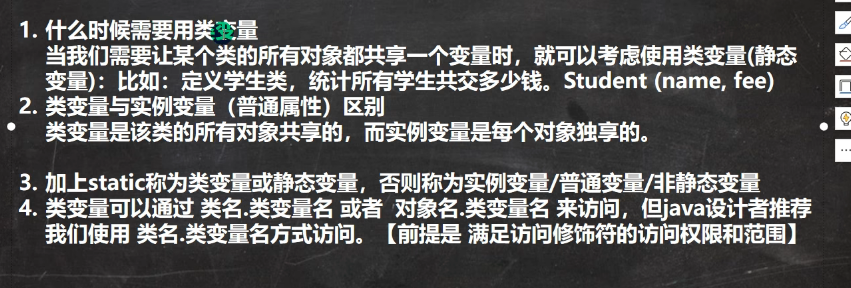 1. 什么时候需要用类变量
当我们需要让某个类的所有对象都共享一个变量时，就可以考虑使用类变量(静态
变量)：比如：定义学生类，统计所有学生共交多少钱。Student (name, fee)
2. 类变量与实例变量（普通属性）区别
类变量是该类的所有对象共享的，而实例变量是每个对象独享的。
3. 加上static称为类变量或静态变量，否则称为实例变量/普通变量/非静态变量
4. 类变量可以通过 类名.类变量名 或者 对象名.类变量名 来访问，但java设计者推荐
我们使用 类名.类变量名方式访问。【前提是 满足访问修饰符的访问权限和范围】